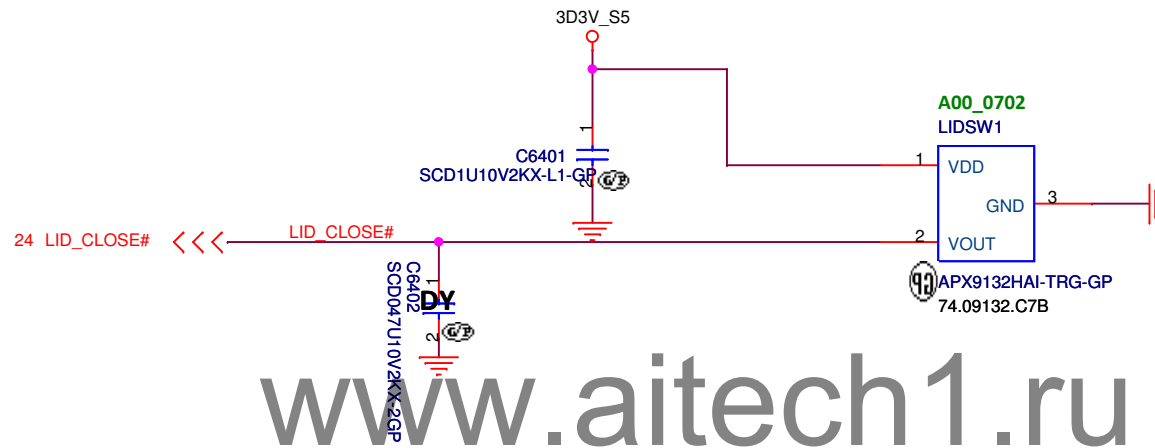 3D3V_S5
A00_0702
LIDSW1
1
C6401
SCD1U10V2KX-L1-GP
2
G/P
1
VDD
GND
3
24 LID_CLOSE#
LID_CLOSE#
2
VOUT
C6402
SCD047U10V2KX-2GP
1
DY
2
G/P
APX9132HAI-TRG-GP
74.09132.C7B
www.aitech1.ru